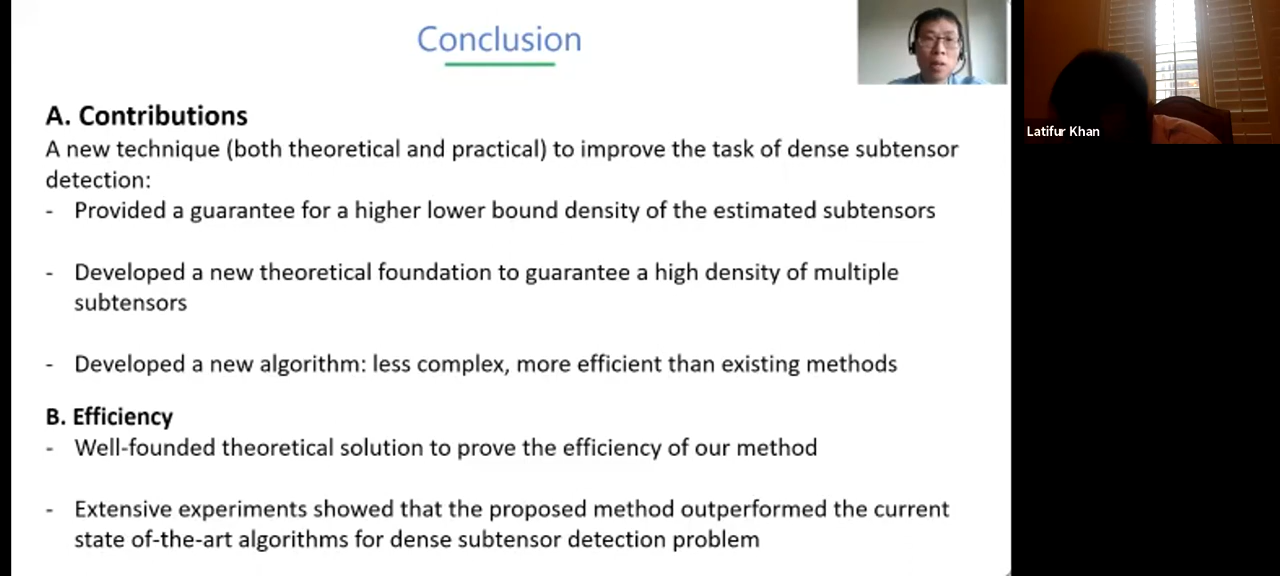 Conclusion
A. Contributions
A new technique (both theoretical and practical) to improve the task of dense subtensor
detection:
- Provided a guarantee for a higher lower bound density of the estimated subtensors
- Developed a new theoretical foundation to guarantee a high density of multiple
subtensors
- Developed a new algorithm: less complex, more efficient than existing methods
B. Efficiency
- Well-founded theoretical solution to prove the efficiency of our method
- Extensive experiments showed that the proposed method outperformed the current
state of-the-art algorithms for dense subtensor detection problem
Latifur Khan